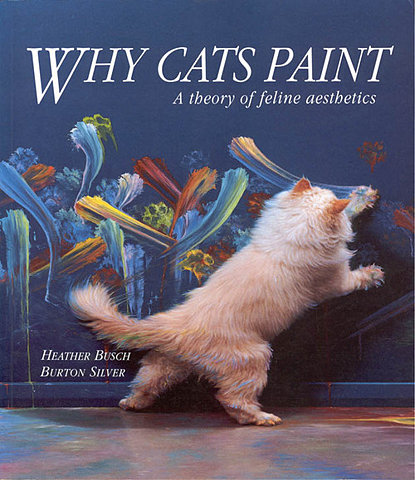 WHY CATS PAINT
A theory of feline aesthetics
HEATHER BUSCH
BURTON SILVER